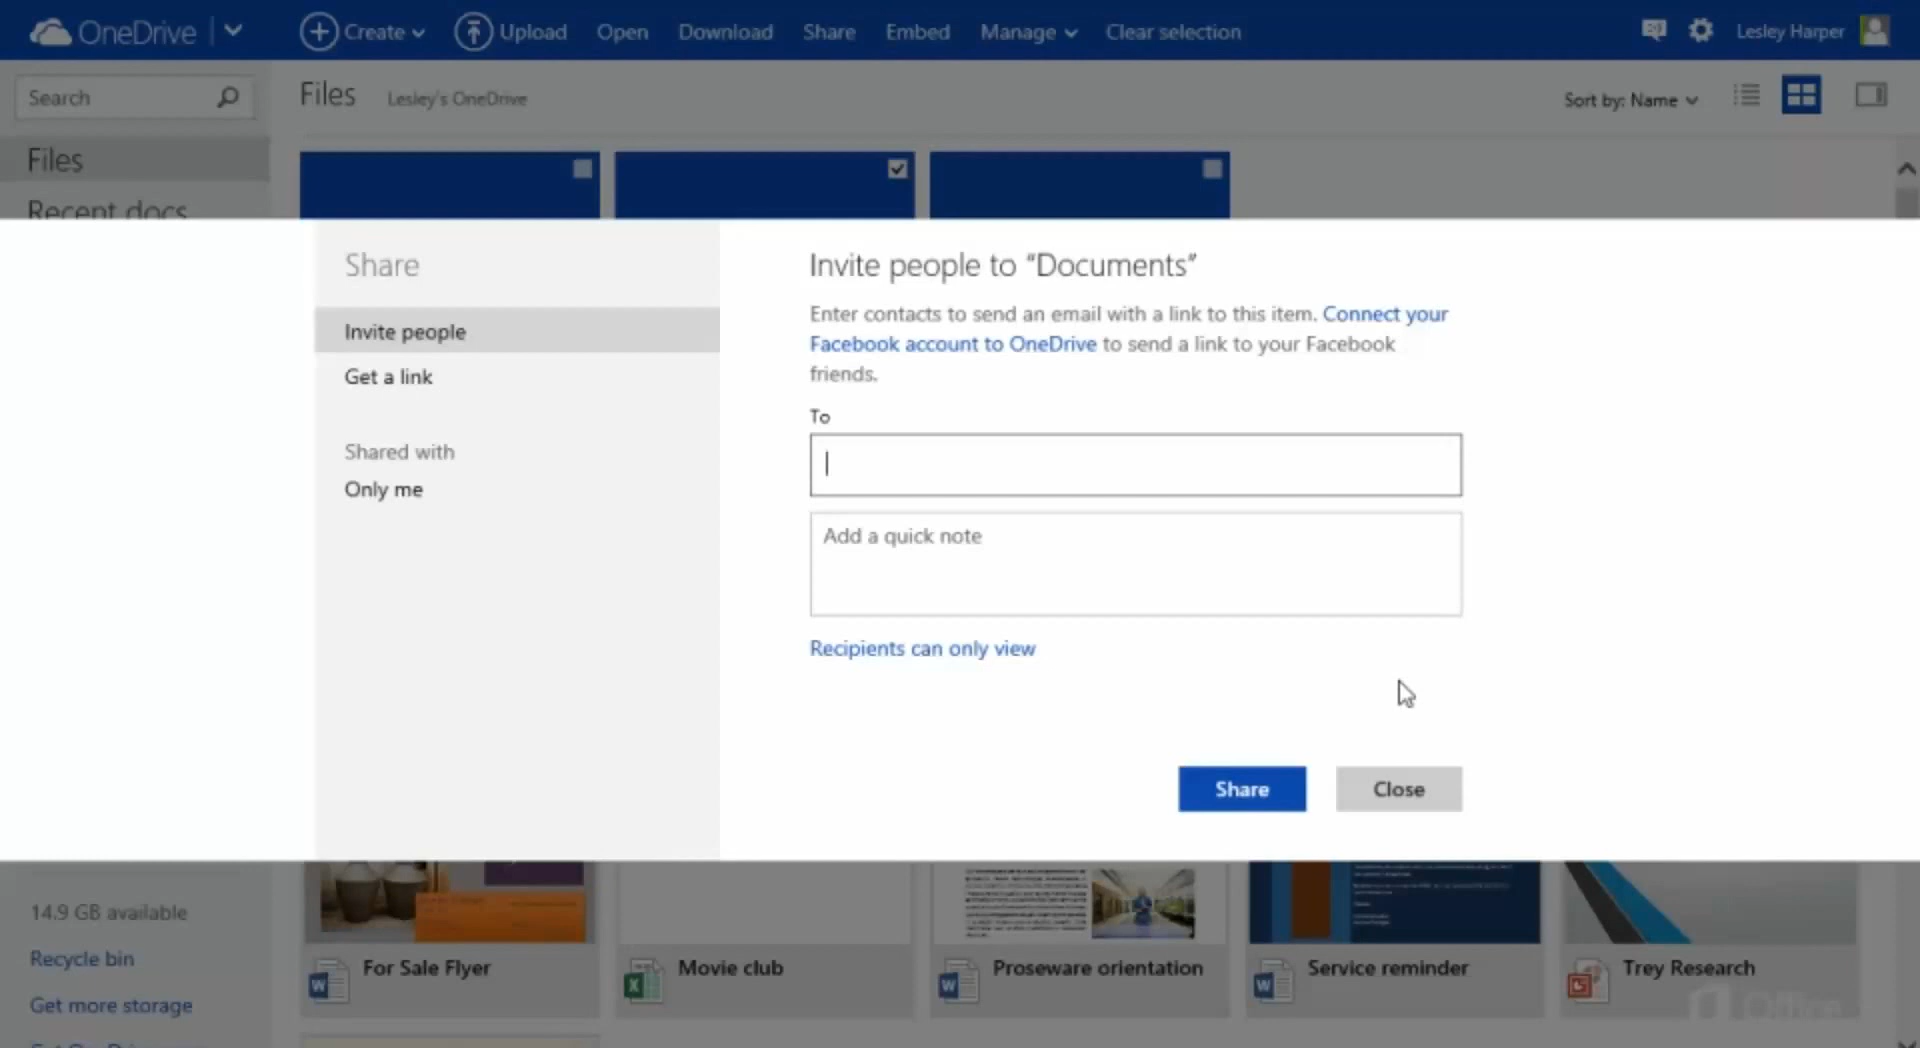 OneDrive
Create
Upload
Open
Download
Share
Embed
Manage
Clear selection
Lesley Harper
Search
Files
Lesley's OneDrive
Sort by: Name
Files
Recent docs
Share
Invite people
Get a link
Shared with
Only me
Invite people to “Documents”
Enter contacts to send an email with a link to this item. Connect your
Facebook account to OneDrive to send a link to your Facebook
friends.
To
Add a quick note
Recipients can only view
Share
Close
14.9 GB available
Recycle bin
Get more storage
For Sale Flyer
Movie club
Proseware orientation
Service reminder
Trey Research
Office